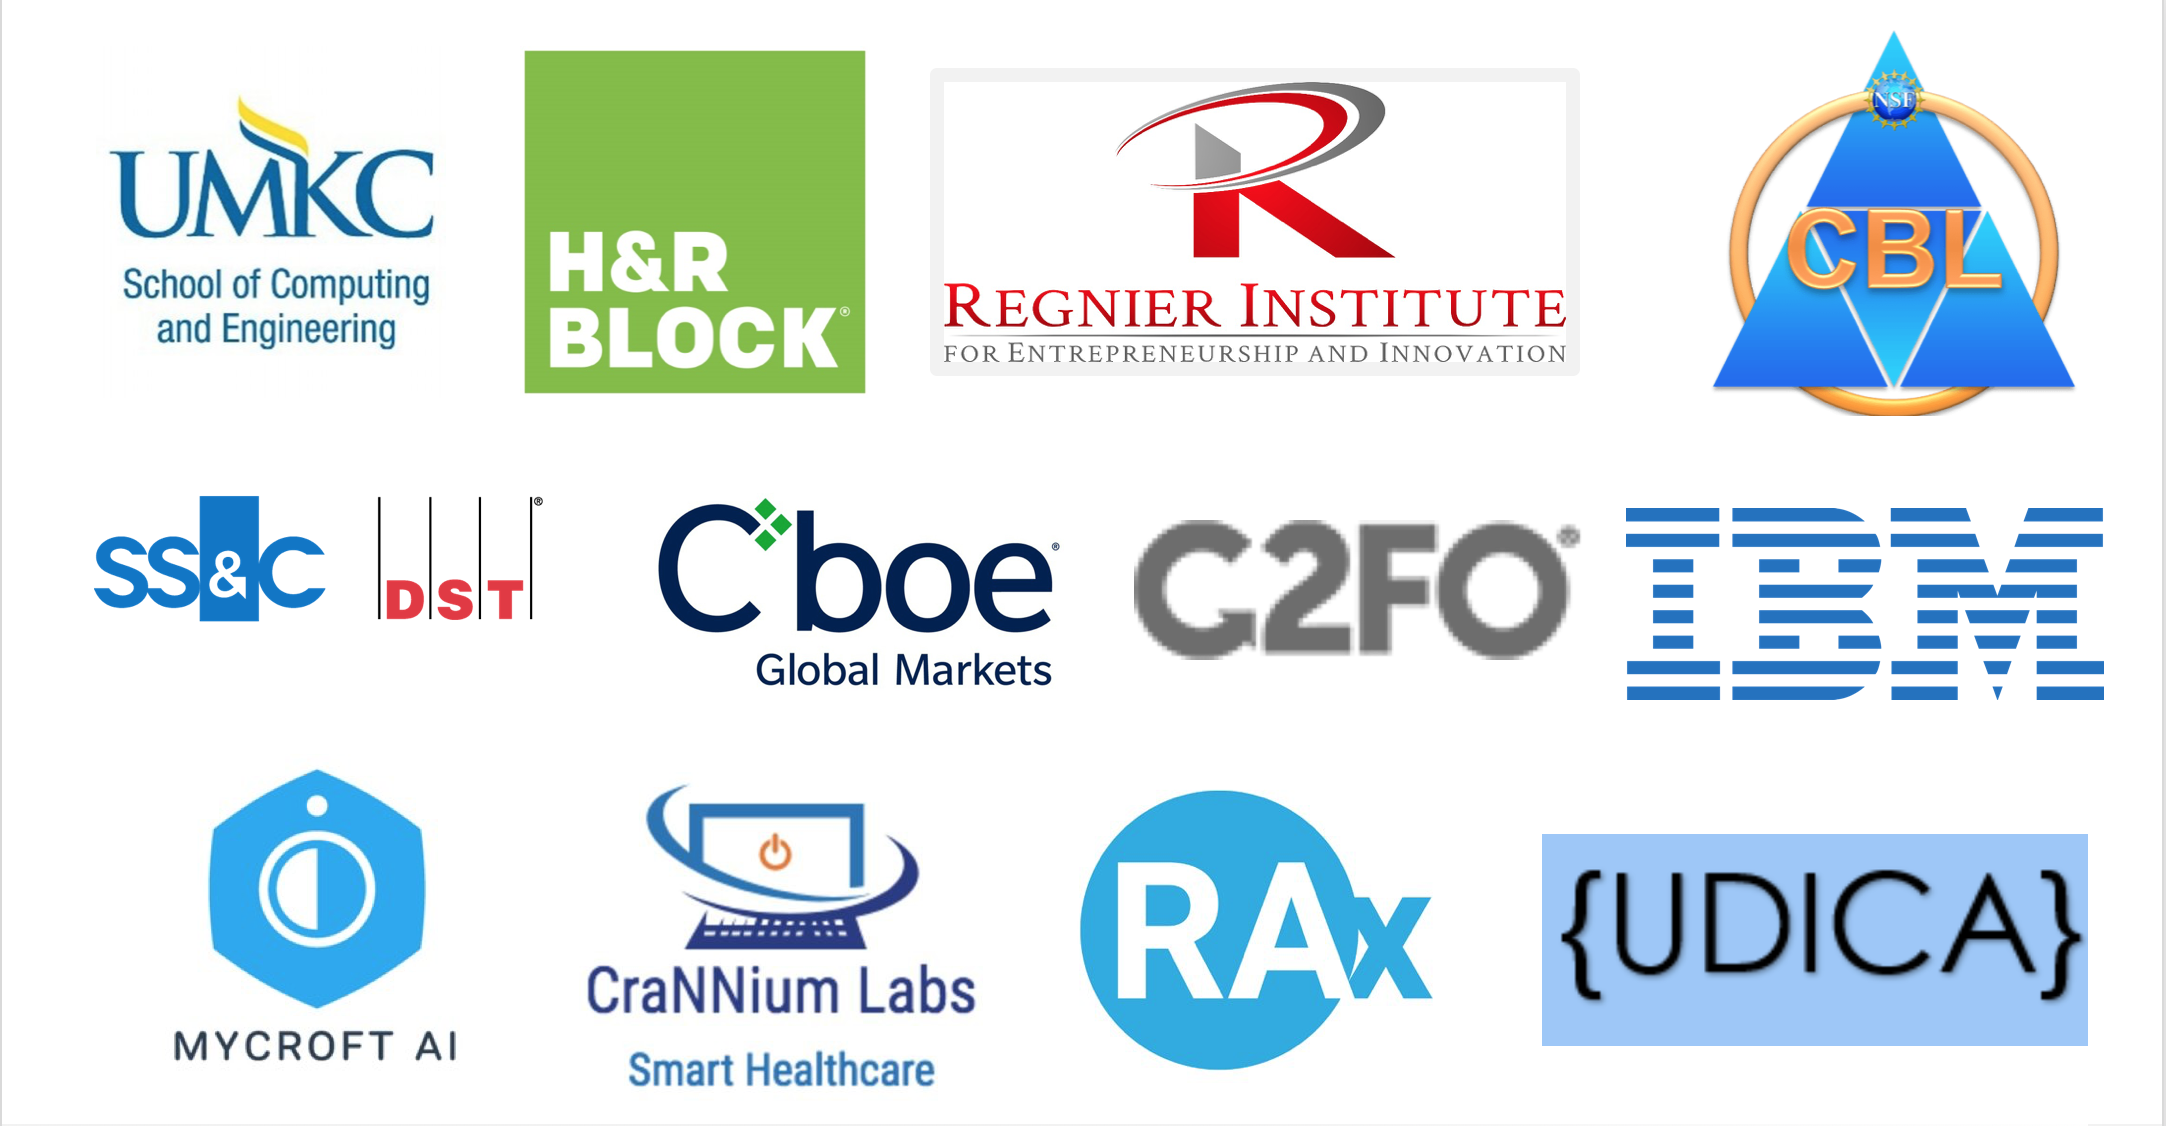 UMKC
School of Computing
and Engineering
H&R
BLOCK®
REGNIER INSTITUTE
FOR ENTREPRENEURSHIP AND INNOVATION
NSF
CBL
SS&C
DST®
Cboe®
Global Markets
C2FO®
IBM
MYCROFT AI
CraNNium Labs
Smart Healthcare
RAx
{UDICA}